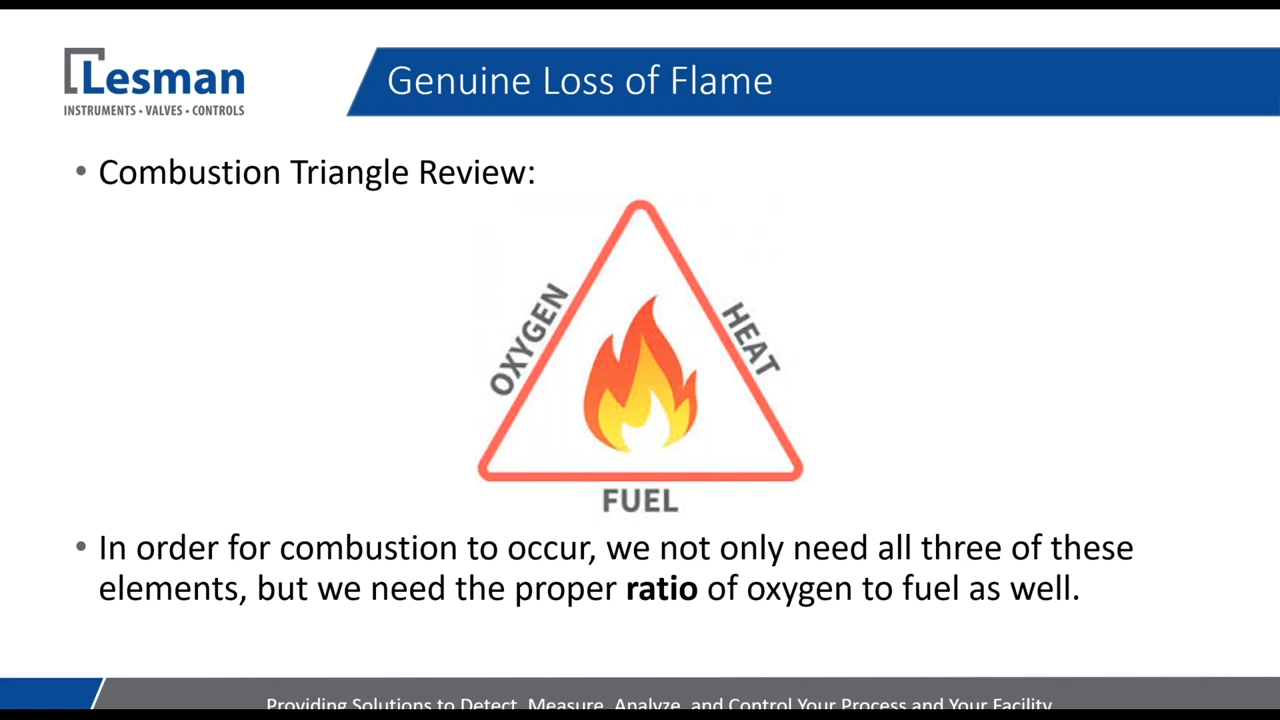 Lesman
INSTRUMENTS • VALVES • CONTROLS
Genuine Loss of Flame
• Combustion Triangle Review:
OXYGEN
HEAT
FUEL
• In order for combustion to occur, we not only need all three of these
elements, but we need the proper ratio of oxygen to fuel as well.
Providing Solutions to Detect, Measure, Analyze, and Control Your Process and Your Facility